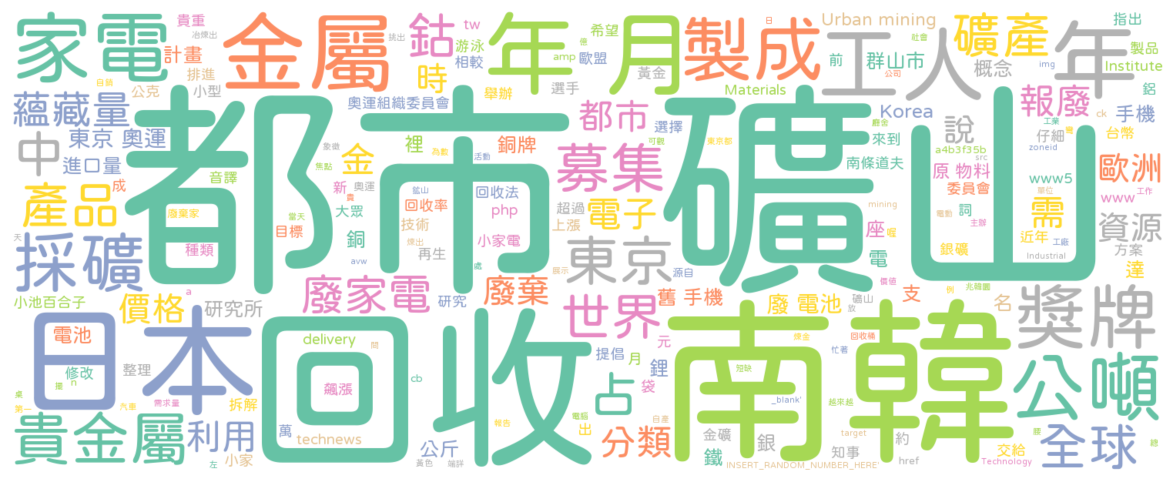 家電
金屬
鈷
年 月
製成
工人
年
礦產
貴重
計畫
排進
公克
小型
時
tw
游泳
相較
舉辦
奧運組織委員會
希望
amp
歐盟
黃金
選手
Urban mining
Materials
前
群山市
概念
指出
製品
Institute
鋁
img
蘊藏量
東京 奧運
進口量
中
都市礦山
音譯
金
裡
銅牌
都市
選擇
募集
Korea
來到
南條道夫
說
報廢
手機
仔細
台幣
zoneid
a4b3f35b
原 物料
委員會
www5
www
歐洲
src
產品
成
種類
新
大眾
目標
回收率
回收法
php
技術
小家電
銅
再生
上漲
超過
電子
座
詞
需
近年
資源
方案
工作
採礦
廢家電
廢棄
東京
源自
電
銀礦
Industrial
達
小池百合子
價格
研究所
研究
世界
舊 手機
廢 電池
支
名
獎牌
日本
回收
南韓
電池
修改
整理
delivery
提倡
月
元
鋰
袋
占
公噸
貴金屬
利用
拆解
飆漲
萬
technews
小家
公斤
cb
出
分類
鐵
金礦
銀
知事
約
href
target
_blank'
INSERT_RANDOM_NUMBER_HERE'
交給
Technology
全球